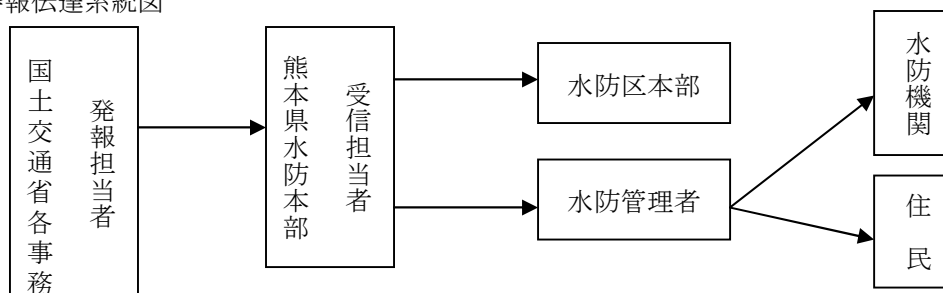 報伝達系統図
国土交通省各事務
発報担当者
熊本県水防本部
受信担当者
水防区本部
水防管理者
水防機関
住民